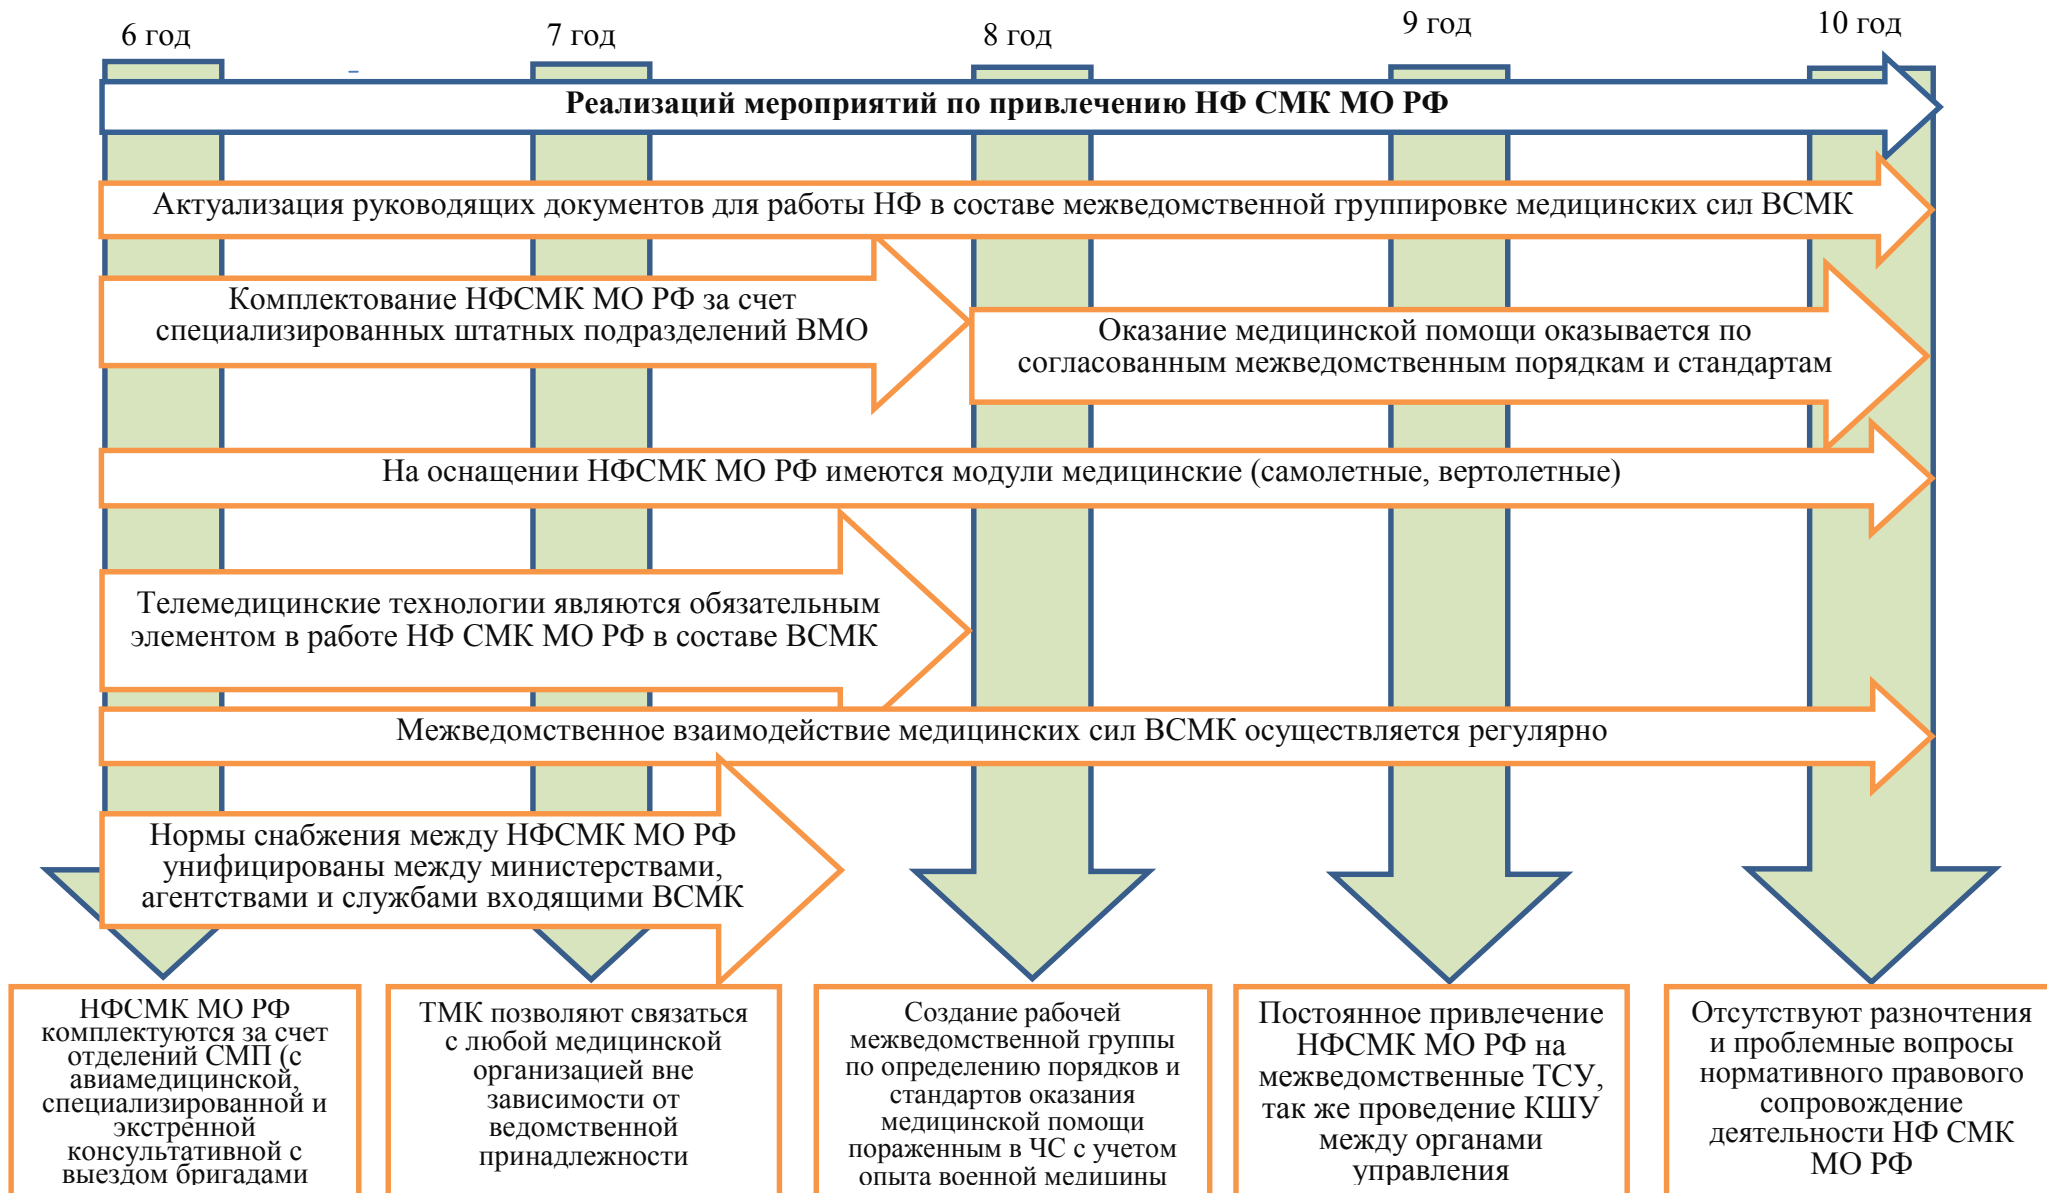 6 год
7 год
8 год
9 год
10 год
Реализаций мероприятий по привлечению НФ СМК МО РФ
Актуализация руководящих документов для работы НФ в составе межведомственной группировке медицинских сил ВСМК
Комплектование НФСМК МО РФ за счет
специализированных штатных подразделений ВМО
Оказание медицинской помощи оказывается по
согласованным межведомственным порядкам и стандартам
На оснащении НФСМК МО РФ имеются модули медицинские (самолетные, вертолетные)
Телемедицинские технологии являются обязательным
элементом в работе НФ СМК МО РФ в составе ВСМК
Межведомственное взаимодействие медицинских сил ВСМК осуществляется регулярно
Нормы снабжения между НФСМК МО РФ
унифицированы между министерствами,
агентствами и службами входящими ВСМК
НФСМК МО РФ
комплектуются за счет
отделений СМП (с
авиамедицинской,
специализированной и
экстренной
консультативной с
выездом бригадами
ТМК позволяют связаться
с любой медицинской
организацией вне
зависимости от
ведомственной
принадлежности
Создание рабочей
межведомственной группы
по определению порядков и
стандартов оказания
медицинской помощи
пораженным в ЧС с учетом
опыта военной медицины
Постоянное привлечение
НФСМК МО РФ на
межведомственные ТСУ,
так же проведение КШУ
между органами
управления
Отсутствуют разночтения
и проблемные вопросы
нормативного правового
сопровождение
деятельности НФ СМК
МО РФ